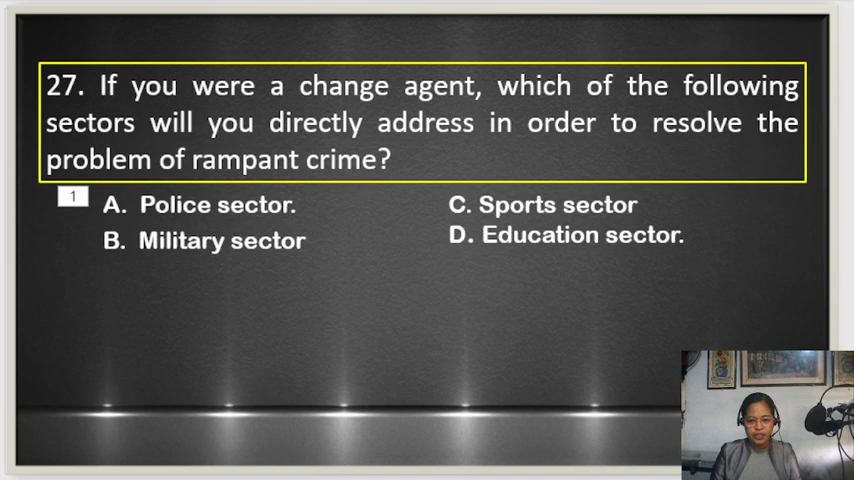 27. If you were a change agent, which of the following
sectors will you directly address in order to resolve the
problem of rampant crime?
1
A. Police sector.
B. Military sector
C. Sports sector
D. Education sector.